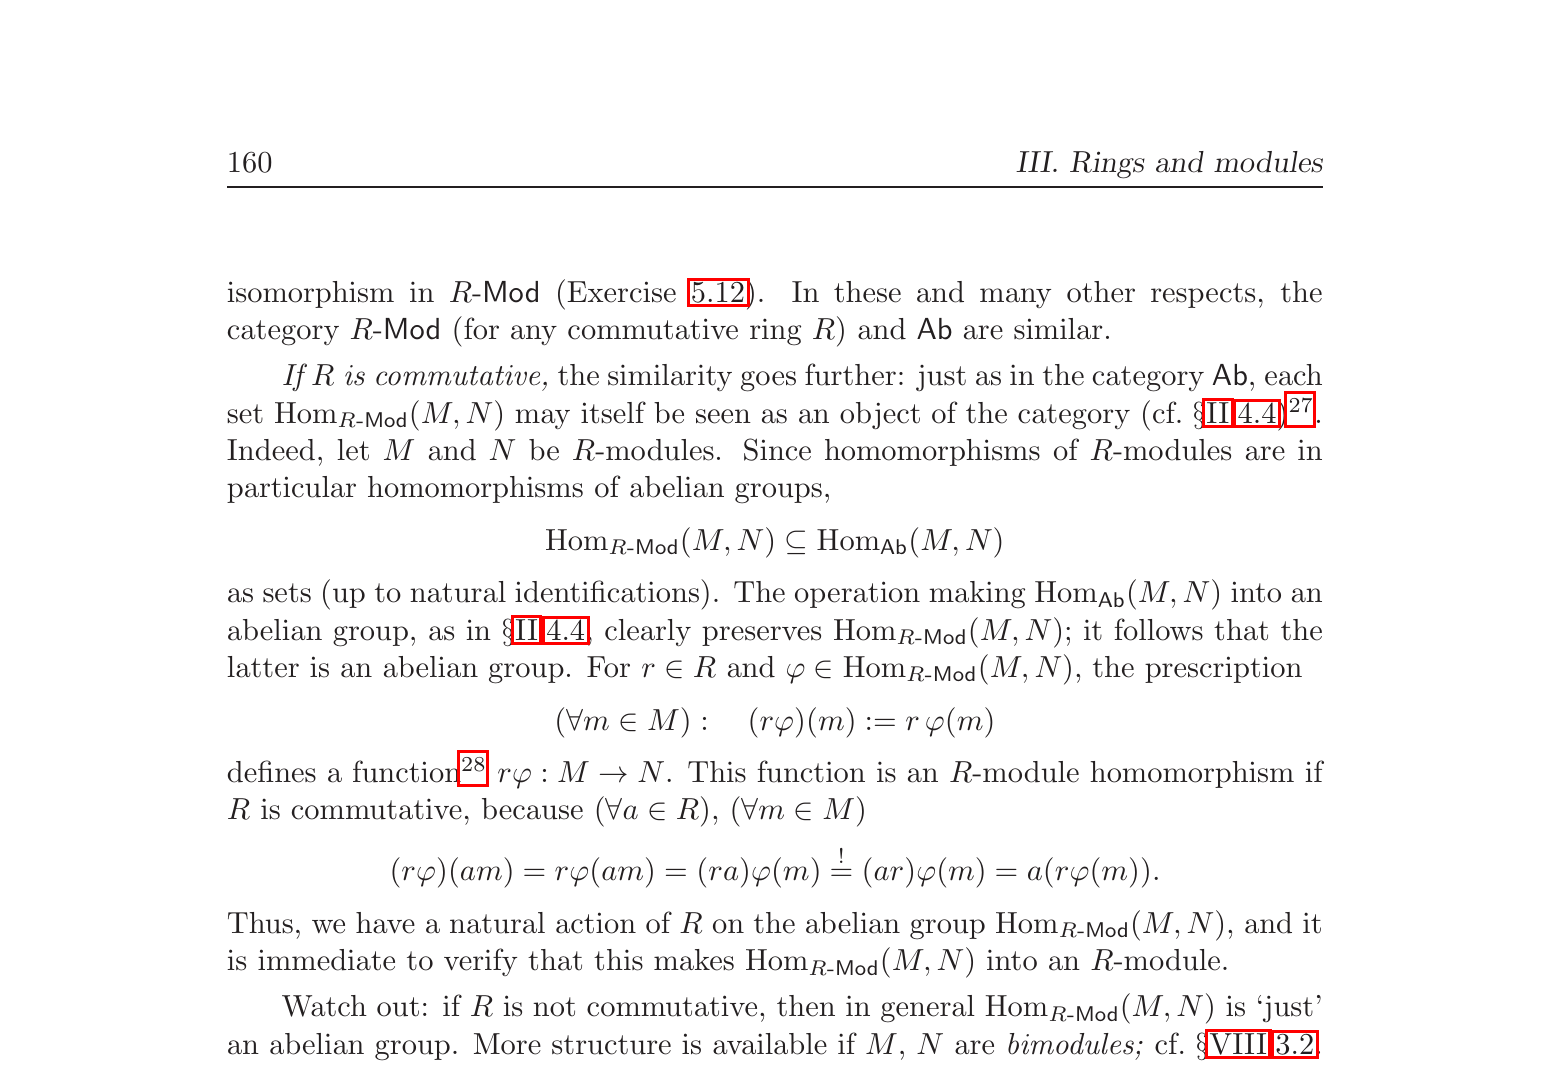 160 III. Rings and modules
isomorphism in R-Mod (Exercise 5.12). In these and many other respects, the
category R-Mod (for any commutative ring R) and Ab are similar.
If R is commutative, the similarity goes further: just as in the category Ab, each
set Hom_{R-Mod}(M, N) may itself be seen as an object of the category (cf. §II.4.4)^{27}.
Indeed, let M and N be R-modules. Since homomorphisms of R-modules are in
particular homomorphisms of abelian groups,
Hom_{R-Mod}(M, N) ⊆ Hom_{Ab}(M, N)
as sets (up to natural identifications). The operation making Hom_{Ab}(M, N) into an
abelian group, as in §II.4.4, clearly preserves Hom_{R-Mod}(M, N); it follows that the
latter is an abelian group. For r ∈ R and φ ∈ Hom_{R-Mod}(M, N), the prescription
(∀m ∈ M) : (rφ)(m) := r φ(m)
defines a function^{28} rφ : M → N. This function is an R-module homomorphism if
R is commutative, because (∀a ∈ R), (∀m ∈ M)
(rφ)(am) = rφ(am) = (ra)φ(m) \overset{!}{=} (ar)φ(m) = a(rφ(m)).
Thus, we have a natural action of R on the abelian group Hom_{R-Mod}(M, N), and it
is immediate to verify that this makes Hom_{R-Mod}(M, N) into an R-module.
Watch out: if R is not commutative, then in general Hom_{R-Mod}(M, N) is ‘just’
an abelian group. More structure is available if M, N are bimodules; cf. §VIII.3.2.